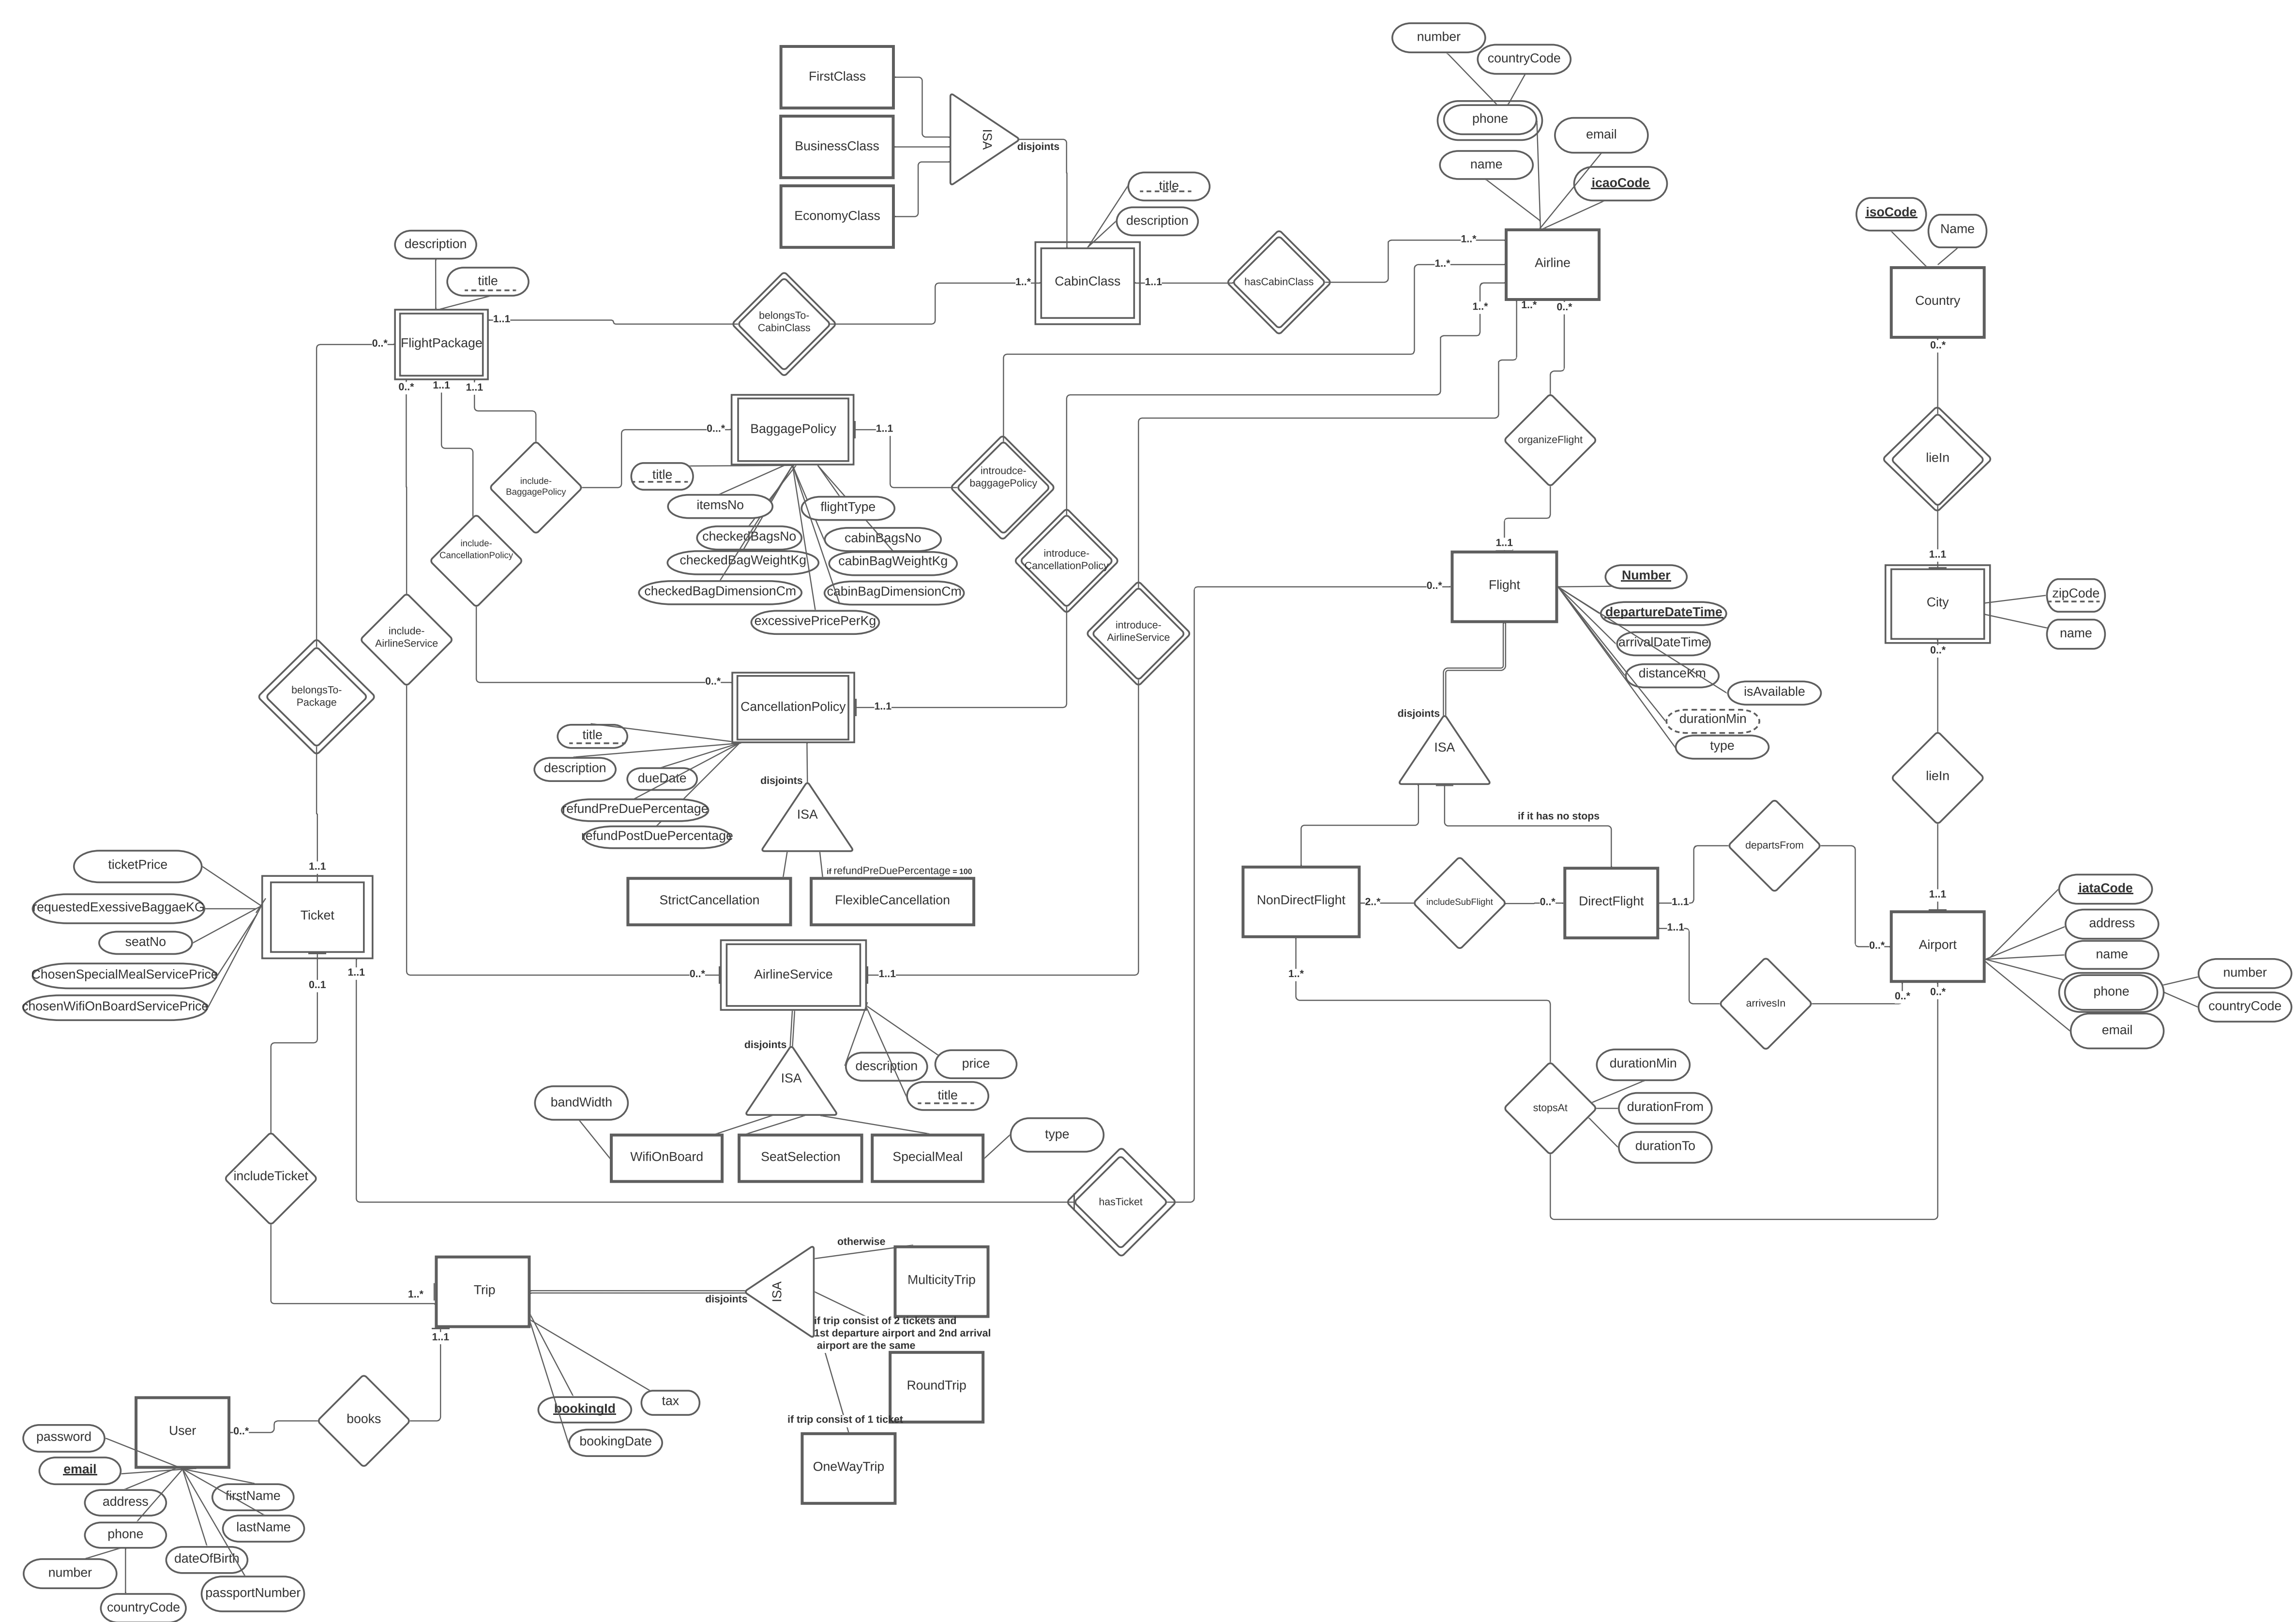 number
countryCode
phone
email
name
icaoCode
Airline
FirstClass
BusinessClass
EconomyClass
ISA
disjoints
title
description
CabinClass
1..*
1..1
hasCabinClass
1..*
1..*
1..*
1..*
0..*
isoCode
Name
Country
0..*
lieIn
1..1
City
zipCode
name
0..*
lieIn
1..1
description
title
FlightPackage
1..1
0..*
0..*
1..1
1..1
belongsTo-
CabinClass
BaggagePolicy
0...*
1..1
title
itemsNo
flightType
checkedBagsNo
cabinBagsNo
checkedBagWeightKg
cabinBagWeightKg
checkedBagDimensionCm
cabinBagDimensionCm
excessivePricePerKg
include-
BaggagePolicy
include-
CancellationPolicy
include-
AirlineService
belongsTo-
Package
introudce-
baggagePolicy
introduce-
CancellationPolicy
introduce-
AirlineService
organizeFlight
1..1
Flight
0..*
Number
departureDateTime
arrivalDateTime
distanceKm
isAvailable
durationMin
type
disjoints
ISA
if it has no stops
NonDirectFlight
2..*
includeSubFlight
0..*
DirectFlight
1..1
1..1
departsFrom
arrivesIn
0..*
0..*
0..*
Airport
iataCode
address
name
phone
email
number
countryCode
1..*
stopsAt
durationMin
durationFrom
durationTo
0..*
CancellationPolicy
1..1
title
description
dueDate
refundPreDuePercentage
refundPostDuePercentage
disjoints
ISA
if refundPreDuePercentage = 100
StrictCancellation
FlexibleCancellation
0..*
AirlineService
1..1
disjoints
ISA
description
price
title
bandWidth
WifiOnBoard
SeatSelection
SpecialMeal
type
hasTicket
1..1
Ticket
ticketPrice
requestedExessiveBaggaeKG
seatNo
ChosenSpecialMealServicePrice
chosenWifiOnBoardServicePrice
1..1
0..1
includeTicket
1..*
Trip
1..1
disjoints
ISA
otherwise
MulticityTrip
if trip consist of 2 tickets and
1st departure airport and 2nd arrival
airport are the same
RoundTrip
if trip consist of 1 ticket
OneWayTrip
bookingId
tax
bookingDate
books
User
0..*
password
email
address
phone
number
countryCode
firstName
lastName
dateOfBirth
passportNumber